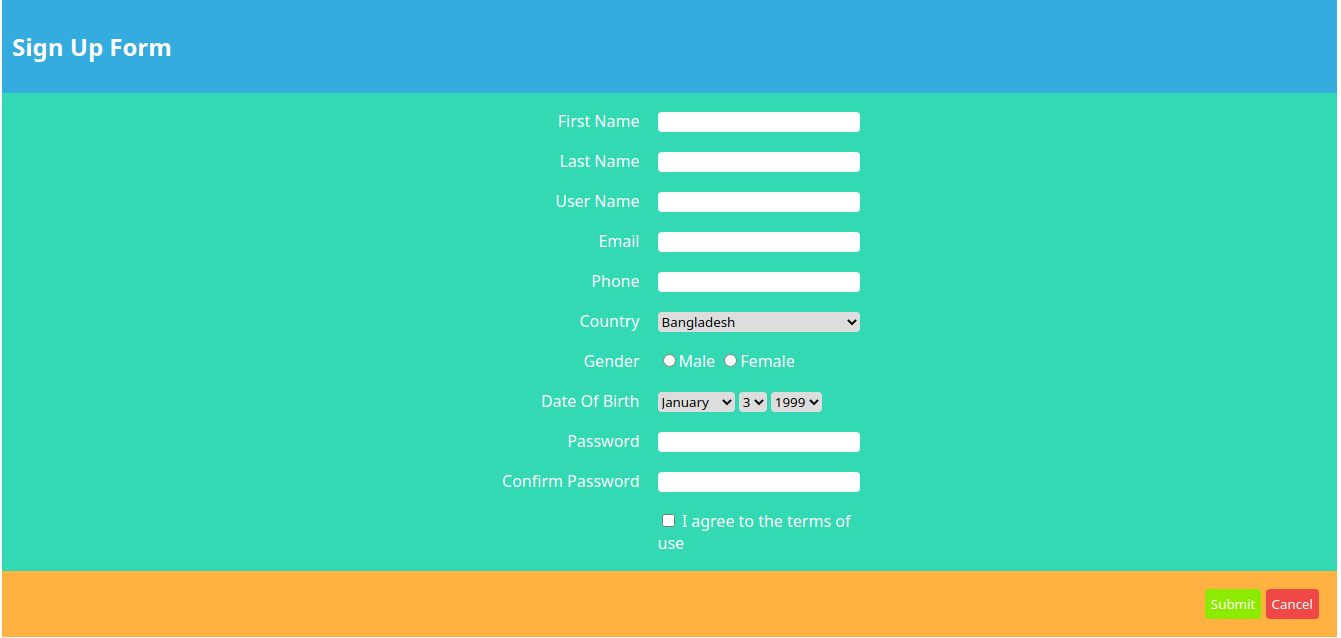 Sign Up Form
First Name
Last Name
User Name
Email
Phone
Country Bangladesh
Gender Male Female
Date Of Birth January 3 1999
Password
Confirm Password
I agree to the terms of
use
Submit Cancel